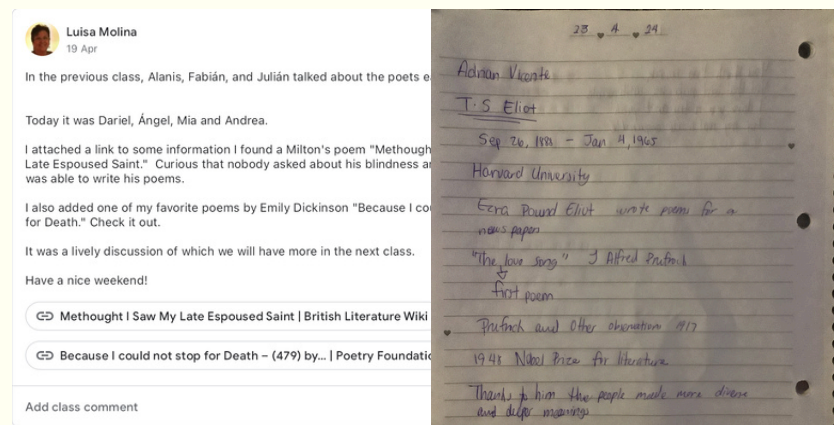 Luisa Molina
19 Apr
In the previous class, Alanis, Fabián, and Julián talked about the poets e
Today it was Dariel, Ángel, Mia and Andrea.
I attached a link to some information I found a Milton's poem "Methough
Late Espoused Saint." Curious that nobody asked about his blindness a
was able to write his poems.
I also added one of my favorite poems by Emily Dickinson "Because I co
for Death." Check it out.
It was a lively discussion of which we will have more in the next class.
Have a nice weekend!
Methought I Saw My Late Espoused Saint | British Literature Wiki
Because I could not stop for Death – (479) by... | Poetry Foundatio
Add class comment
23 4 24
Adrian Vicente
T.S Eliot
Sep 26, 1888 - Jan 4, 1965
Harvard University
Ezra Pound Eliot wrote poems for a
news paper
"The love song" J Alfred Prufrock
first poem
Prufrock and Other observations 1917
1948 Nobel Prize for literature
Thanks to him the people made more diverse
and deeper meanings